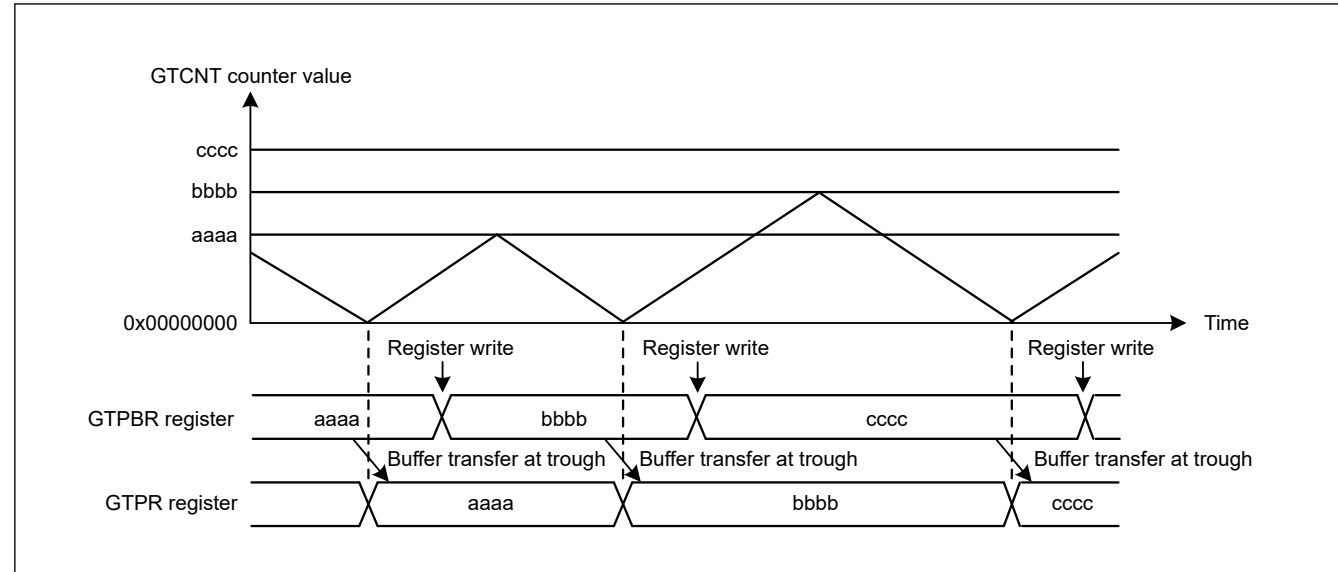 GTCNT counter value
cccc
bbbb
aaaa
0x00000000
Time
Register write Register write Register write
GTPBR register aaaa bbbb cccc
Buffer transfer at trough Buffer transfer at trough Buffer transfer at trough
GTPR register aaaa bbbb cccc